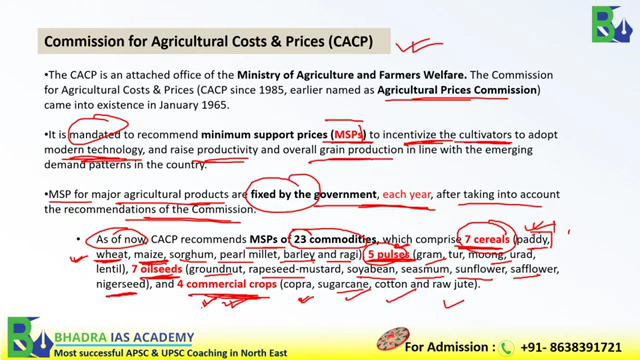 Commission for Agricultural Costs & Prices (CACP)
•The CACP is an attached office of the Ministry of Agriculture and Farmers Welfare. The Commission
for Agricultural Costs & Prices (CACP since 1985, earlier named as Agricultural Prices Commission)
came into existence in January 1965.
•It is mandated to recommend minimum support prices (MSPs) to incentivize the cultivators to adopt
modern technology, and raise productivity and overall grain production in line with the emerging
demand patterns in the country.
•MSP for major agricultural products are fixed by the government, each year, after taking into account
the recommendations of the Commission.
• As of now, CACP recommends MSPs of 23 commodities, which comprise 7 cereals (paddy,
wheat, maize, sorghum, pearl millet, barley and ragi), 5 pulses (gram, tur, moong, urad,
lentil), 7 oilseeds (groundnut, rapeseed-mustard, soyabean, seasmum, sunflower, safflower,
nigerseed), and 4 commercial crops (copra, sugarcane, cotton and raw jute).
BHADRA IAS ACADEMY
Most successful APSC & UPSC Coaching in North East
For Admission : +91- 8638391721